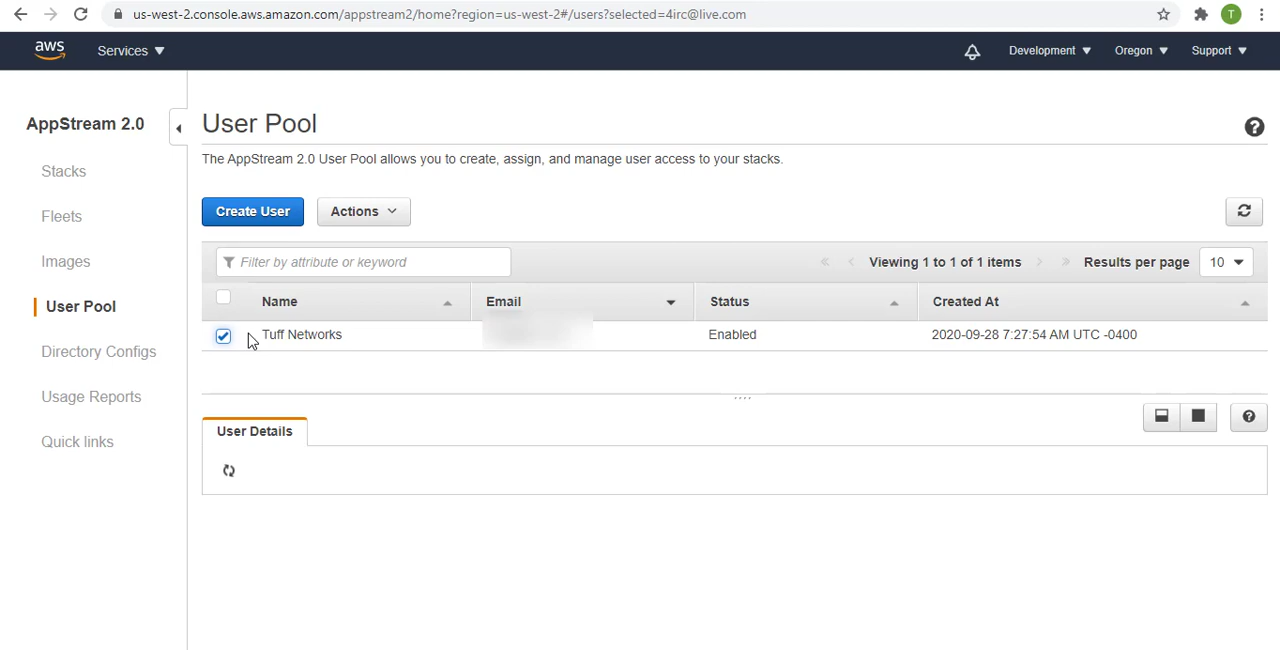 us-west-2.console.aws.amazon.com/appstream2/home?region=us-west-2#/users?selected=4irc@live.com
T
aws Services Development Oregon Support
AppStream 2.0
Stacks
Fleets
Images
User Pool
Directory Configs
Usage Reports
Quick links
User Pool
?
The AppStream 2.0 User Pool allows you to create, assign, and manage user access to your stacks.
Create User Actions
Filter by attribute or keyword « ‹ Viewing 1 to 1 of 1 items › » Results per page 10
Name Email Status Created At
Tuff Networks Enabled 2020-09-28 7:27:54 AM UTC -0400
User Details
?